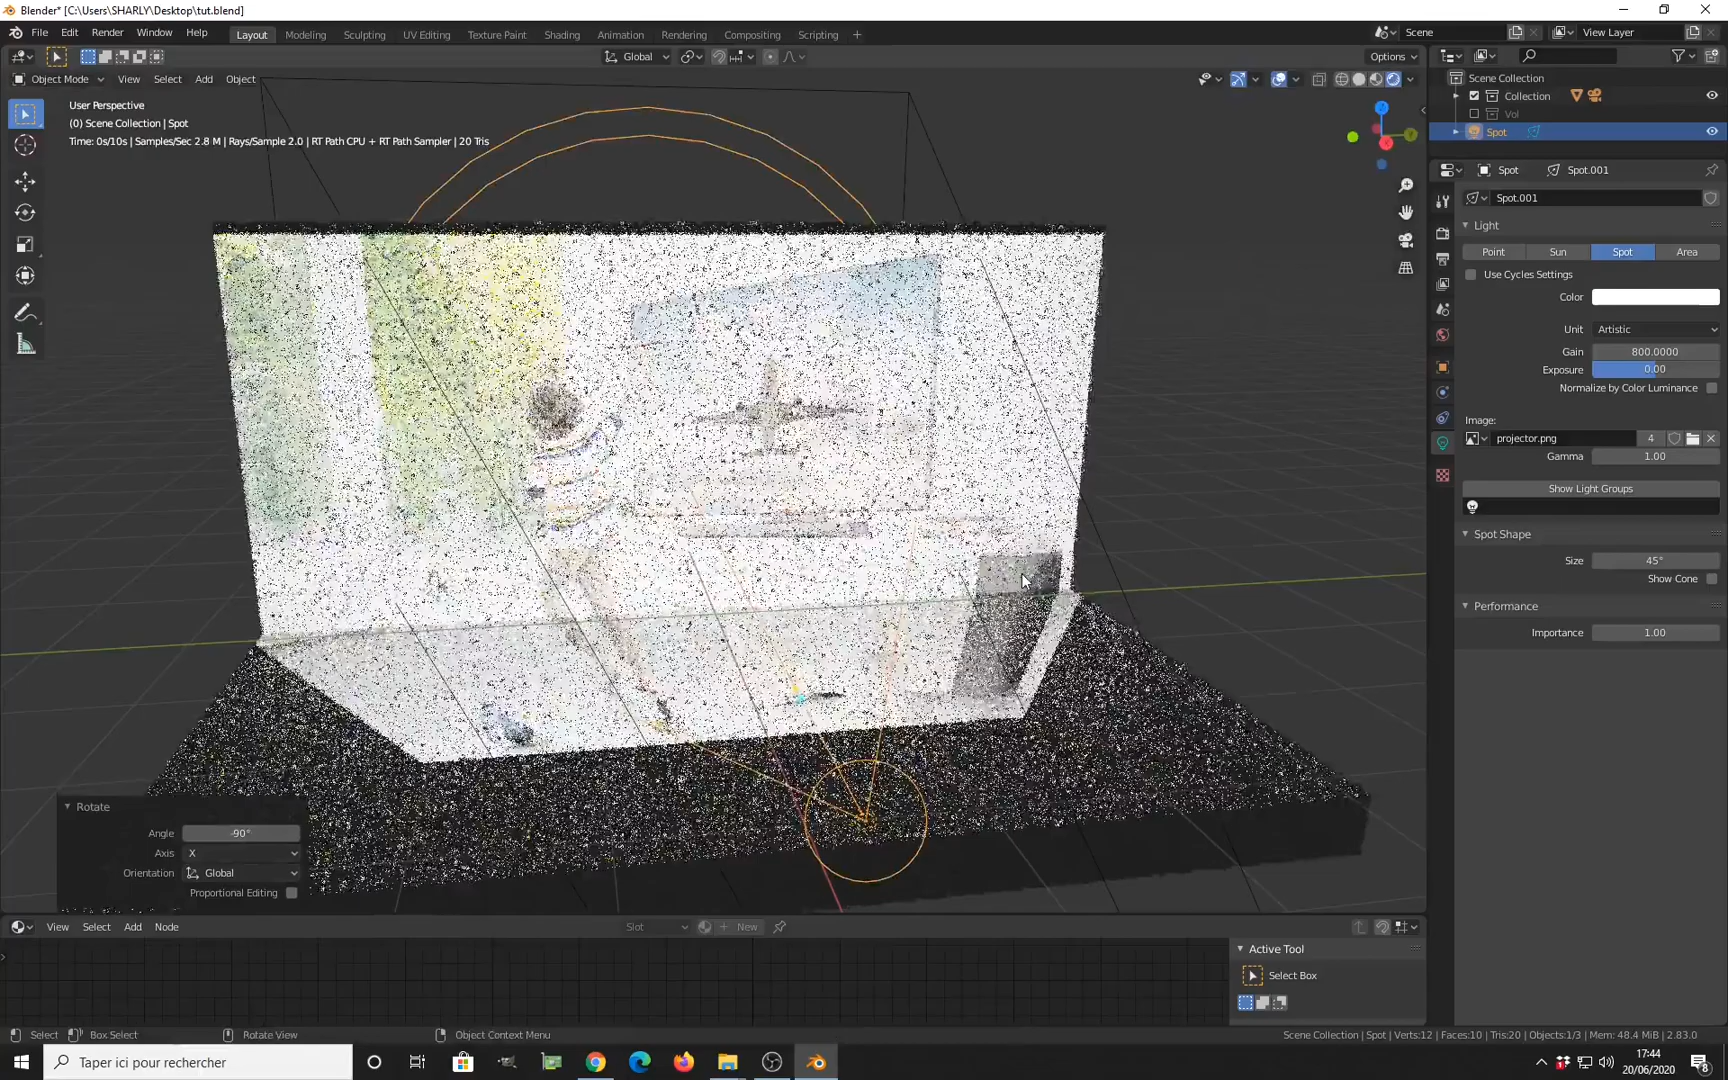 Blender* [C:\Users\SHARLY\Desktop\tut.blend]
File Edit Render Window Help
Layout Modeling Sculpting UV Editing Texture Paint Shading Animation Rendering Compositing Scripting +
Scene View Layer
Global Options
Object Mode View Select Add Object
User Perspective
(0) Scene Collection | Spot
Time: 0s/10s | Samples/Sec 2.8 M | Rays/Sample 2.0 | RT Path CPU + RT Path Sampler | 20 Tris
Scene Collection
Collection
Vol
Spot
Spot Spot.001
Spot.001
Light
Point Sun Spot Area
Use Cycles Settings
Color
Unit Artistic
Gain 800.0000
Exposure 0.00
Normalize by Color Luminance
Image:
projector.png 4
Gamma 1.00
Show Light Groups
Spot Shape
Size 45°
Show Cone
Performance
Importance 1.00
Rotate
Angle -90°
Axis X
Orientation Global
Proportional Editing
View Select Add Node Slot New
Active Tool
Select Box
Select Box Select Rotate View Object Context Menu
Scene Collection | Spot | Verts:12 | Faces:10 | Tris:20 | Objects:1/3 | Mem: 48.4 MiB | 2.83.0
Taper ici pour rechercher
17:44
20/06/2020
8